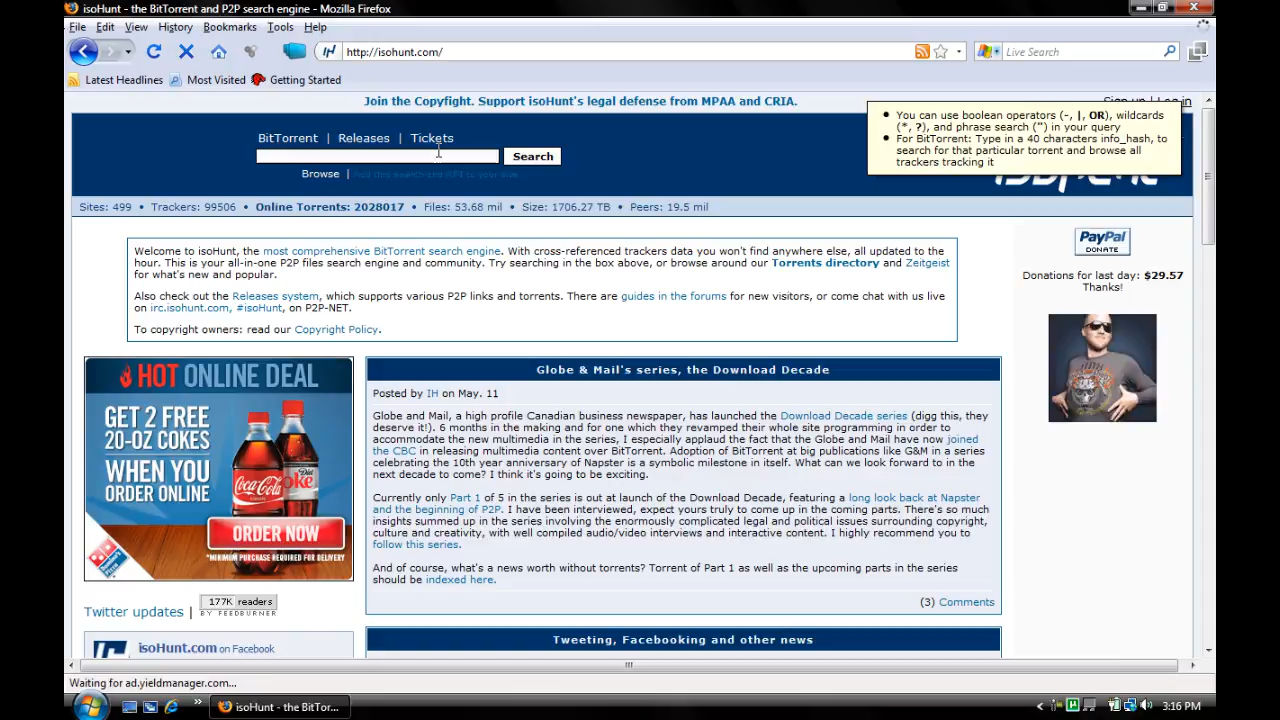 isoHunt - the BitTorrent and P2P search engine - Mozilla Firefox
File Edit View History Bookmarks Tools Help
http://isohunt.com/
Live Search
Latest Headlines Most Visited Getting Started
Join the Copyfight. Support isoHunt's legal defense from MPAA and CRIA.
Sign up | Log in
You can use boolean operators (-, |, OR), wildcards
(*, ?), and phrase search (") in your query
For BitTorrent: Type in a 40 characters info_hash, to
search for that particular torrent and browse all
trackers tracking it
BitTorrent | Releases | Tickets
Search
Browse |
Sites: 499 • Trackers: 99506 • Online Torrents: 2028017 • Files: 53.68 mil • Size: 1706.27 TB • Peers: 19.5 mil
Welcome to isoHunt, the most comprehensive BitTorrent search engine. With cross-referenced trackers data you won't find anywhere else, all updated to the
hour. This is your all-in-one P2P files search engine and community. Try searching in the box above, or browse around our Torrents directory and Zeitgeist
for what's new and popular.
Also check out the Releases system, which supports various P2P links and torrents. There are guides in the forums for new visitors, or come chat with us live
on irc.isohunt.com, #isoHunt, on P2P-NET.
To copyright owners: read our Copyright Policy.
PayPal
DONATE
Donations for last day: $29.57
Thanks!
HOT ONLINE DEAL
GET 2 FREE
20-OZ COKES
WHEN YOU
ORDER ONLINE
Coca-Cola
Diet
Coke
ORDER NOW
*MINIMUM PURCHASE REQUIRED FOR DELIVERY
Domino's
Pizza
Twitter updates |
177K readers
BY FEEDBURNER
isoHunt.com on Facebook
Globe & Mail's series, the Download Decade
Posted by IH on May. 11
Globe and Mail, a high profile Canadian business newspaper, has launched the Download Decade series (digg this, they
deserve it!). 6 months in the making and for one which they revamped their whole site programming in order to
accommodate the new multimedia in the series, I especially applaud the fact that the Globe and Mail have now joined
the CBC in releasing multimedia content over BitTorrent. Adoption of BitTorrent at big publications like G&M in a series
celebrating the 10th year anniversary of Napster is a symbolic milestone in itself. What can we look forward to in the
next decade to come? I think it's going to be exciting.
Currently only Part 1 of 5 in the series is out at launch of the Download Decade, featuring a long look back at Napster
and the beginning of P2P. I have been interviewed, expect yours truly to come up in the coming parts. There's so much
insights summed up in the series involving the enormously complicated legal and political issues surrounding copyright,
culture and creativity, with well compiled audio/video interviews and interactive content. I highly recommend you to
follow this series.
And of course, what's a news worth without torrents? Torrent of Part 1 as well as the upcoming parts in the series
should be indexed here.
(3) Comments
Tweeting, Facebooking and other news
Waiting for ad.yieldmanager.com...
isoHunt - the BitTor...
3:16 PM